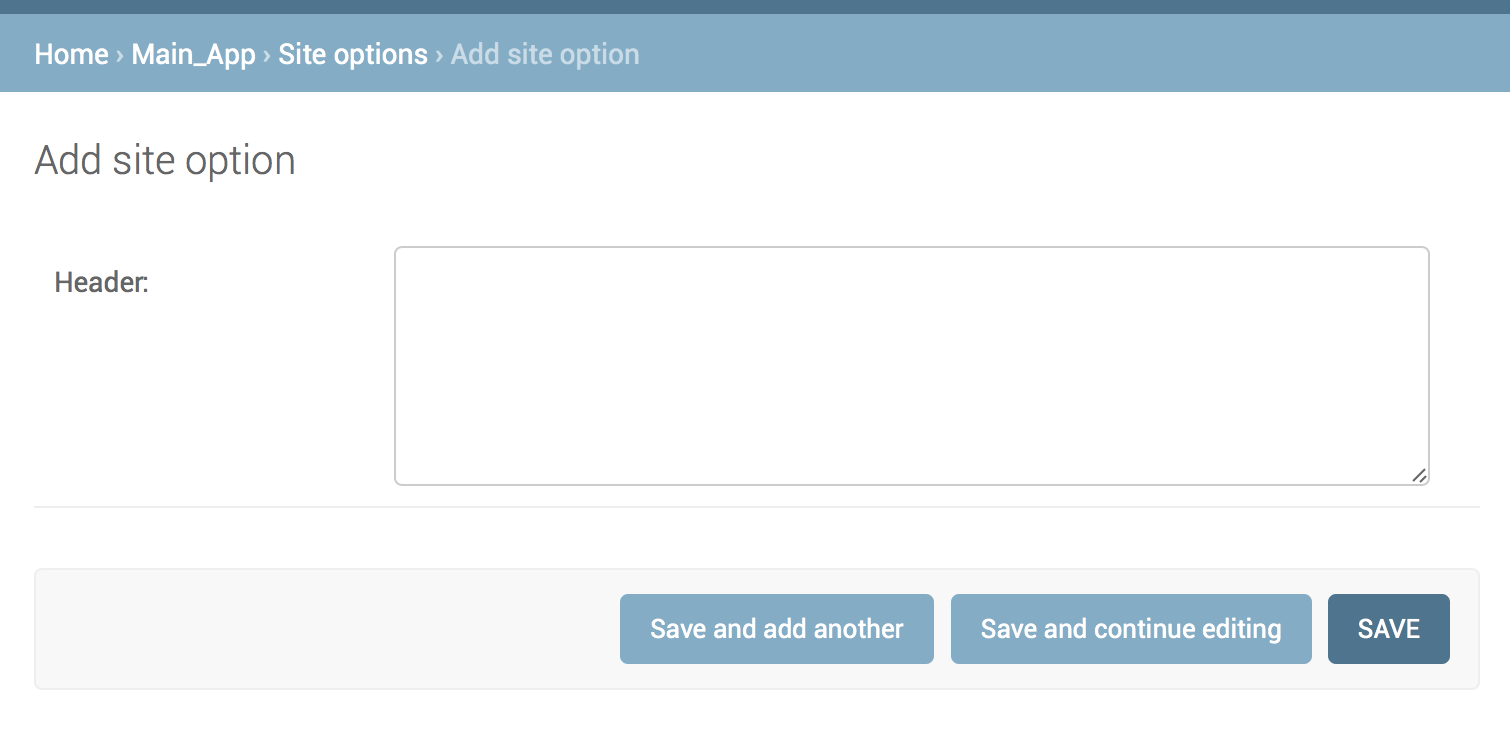 Home › Main_App › Site options › Add site option
Add site option
Header:
Save and add another Save and continue editing SAVE